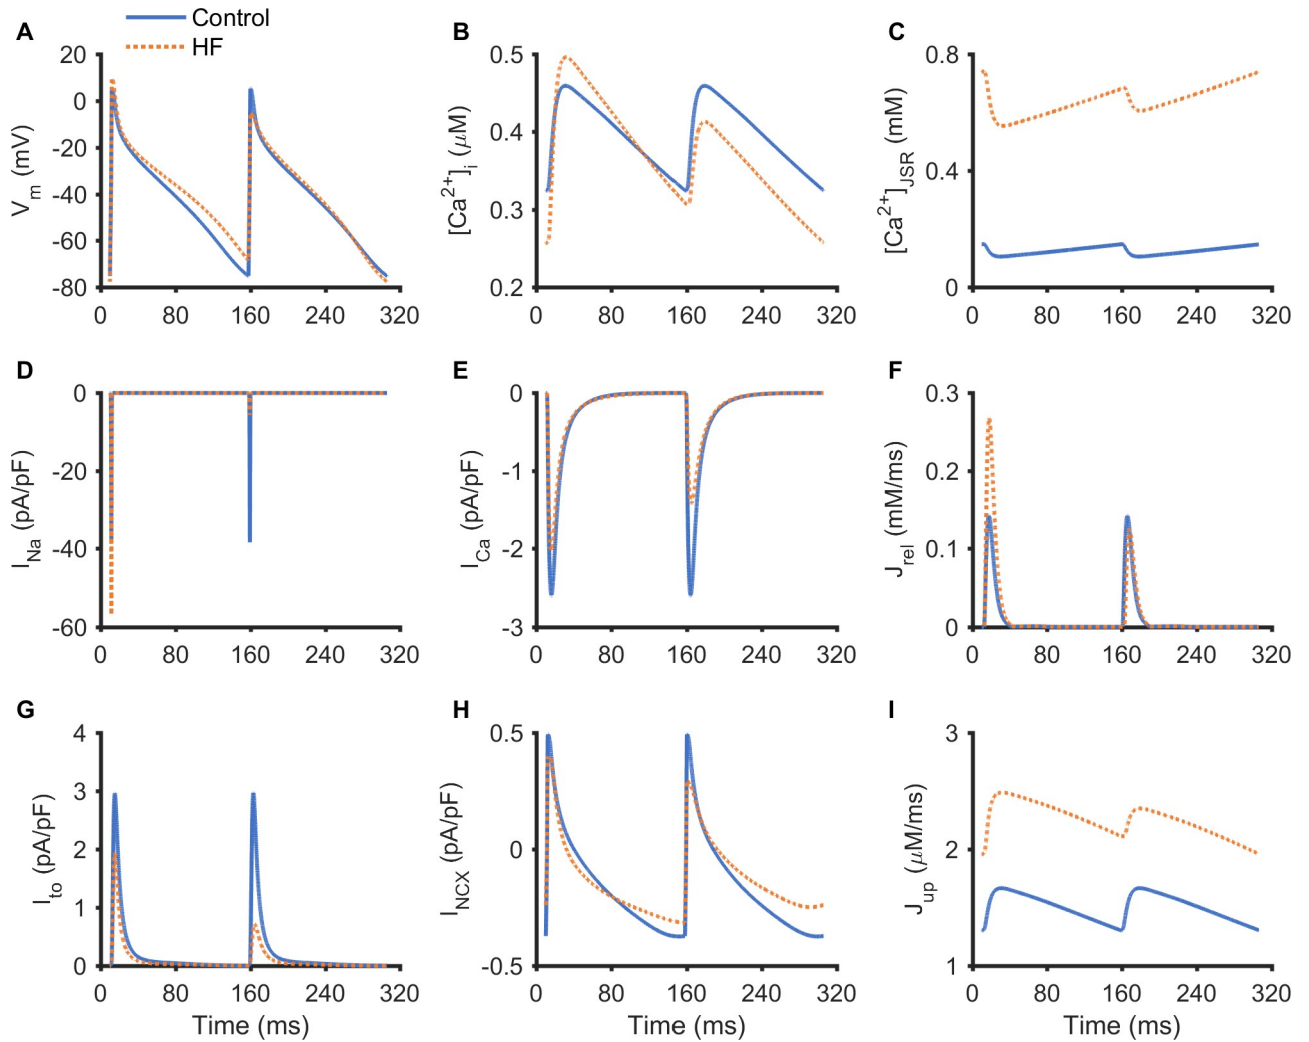 Control
HF
A
20
0
-20
-40
-60
-80
V_m (mV)
0 80 160 240 320
B
0.5
0.4
0.3
0.2
[Ca²⁺]_i (μM)
0 80 160 240 320
C
0.8
0.4
0
[Ca²⁺]_JSR (mM)
0 80 160 240 320
D
0
-20
-40
-60
I_Na (pA/pF)
0 80 160 240 320
E
0
-1
-2
-3
I_Ca (pA/pF)
0 80 160 240 320
F
0.3
0.2
0.1
0
J_rel (mM/ms)
0 80 160 240 320
G
4
3
2
1
0
I_to (pA/pF)
0 80 160 240 320
Time (ms)
H
0.5
0
-0.5
I_NCX (pA/pF)
0 80 160 240 320
Time (ms)
I
3
2
1
J_up (μM/ms)
0 80 160 240 320
Time (ms)